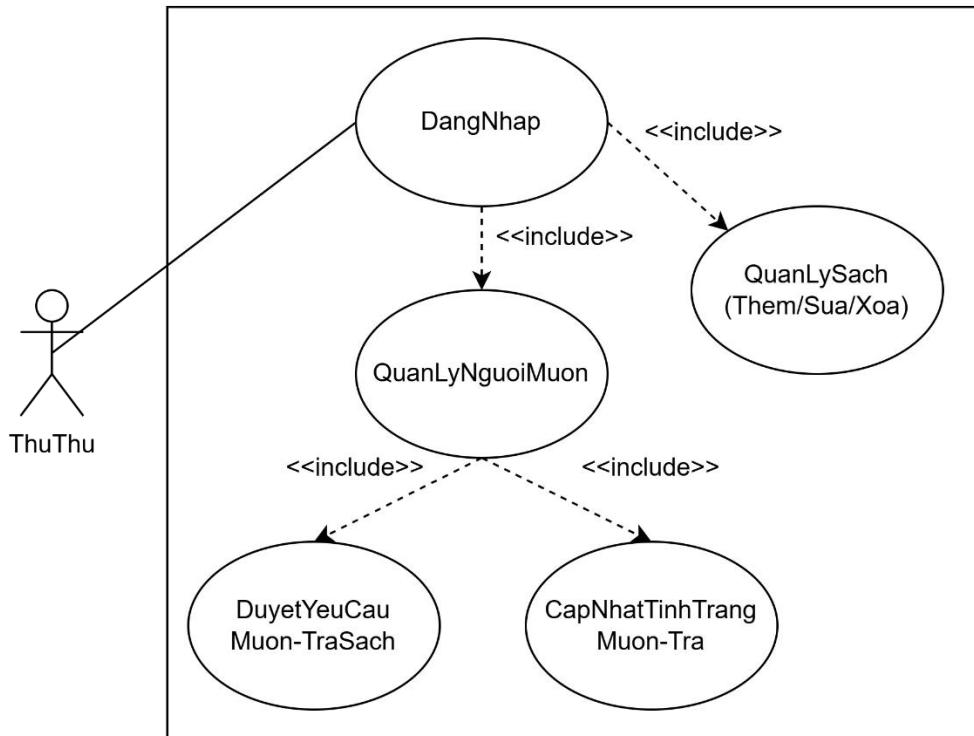 DangNhap
<<include>>
<<include>>
QuanLySach
(Them/Sua/Xoa)
QuanLyNguoiMuon
ThuThu
<<include>>
<<include>>
DuyetYeuCau
Muon-TraSach
CapNhatTinhTrang
Muon-Tra